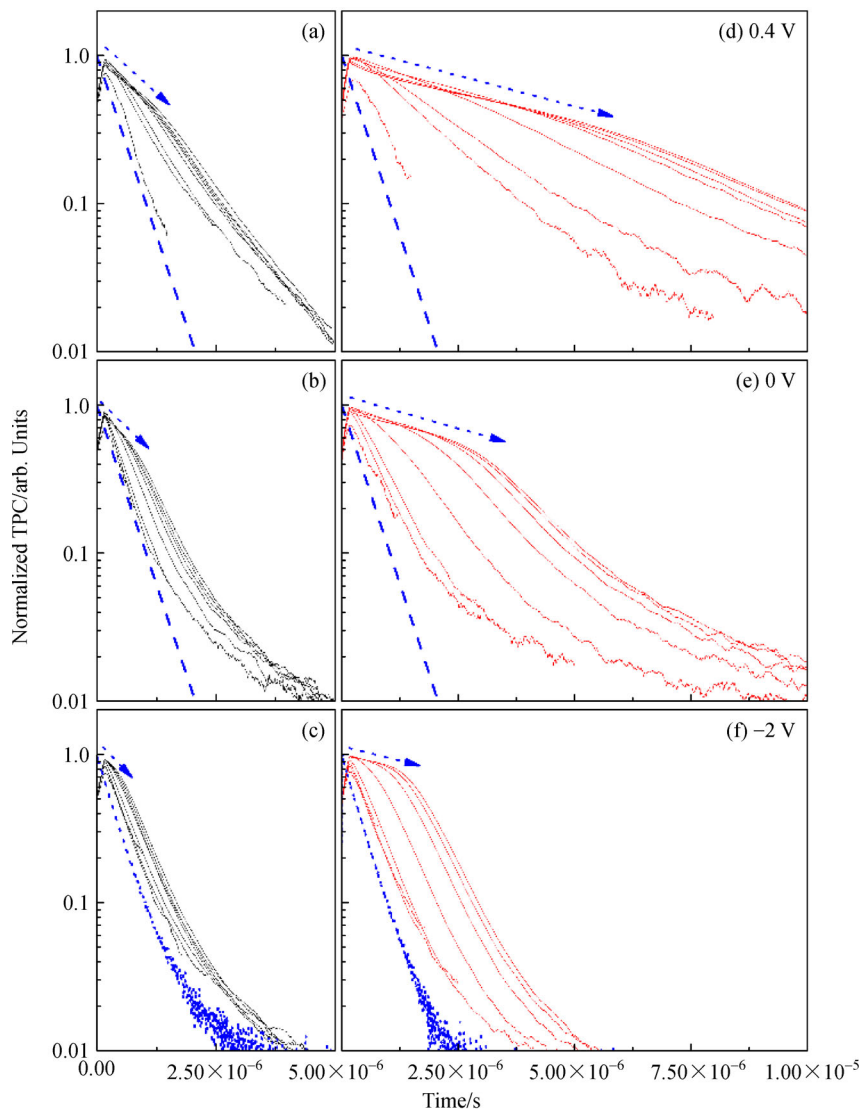 (a)
(d) 0.4 V
1.0
0.1
0.01
(b)
(e) 0 V
1.0
0.1
0.01
Normalized TPC/arb. Units
(c)
(f) −2 V
1.0
0.1
0.01
0.00 2.50×10⁻⁶ 5.00×10⁻⁶ 2.50×10⁻⁶ 5.00×10⁻⁶ 7.50×10⁻⁶ 1.00×10⁻⁵
Time/s